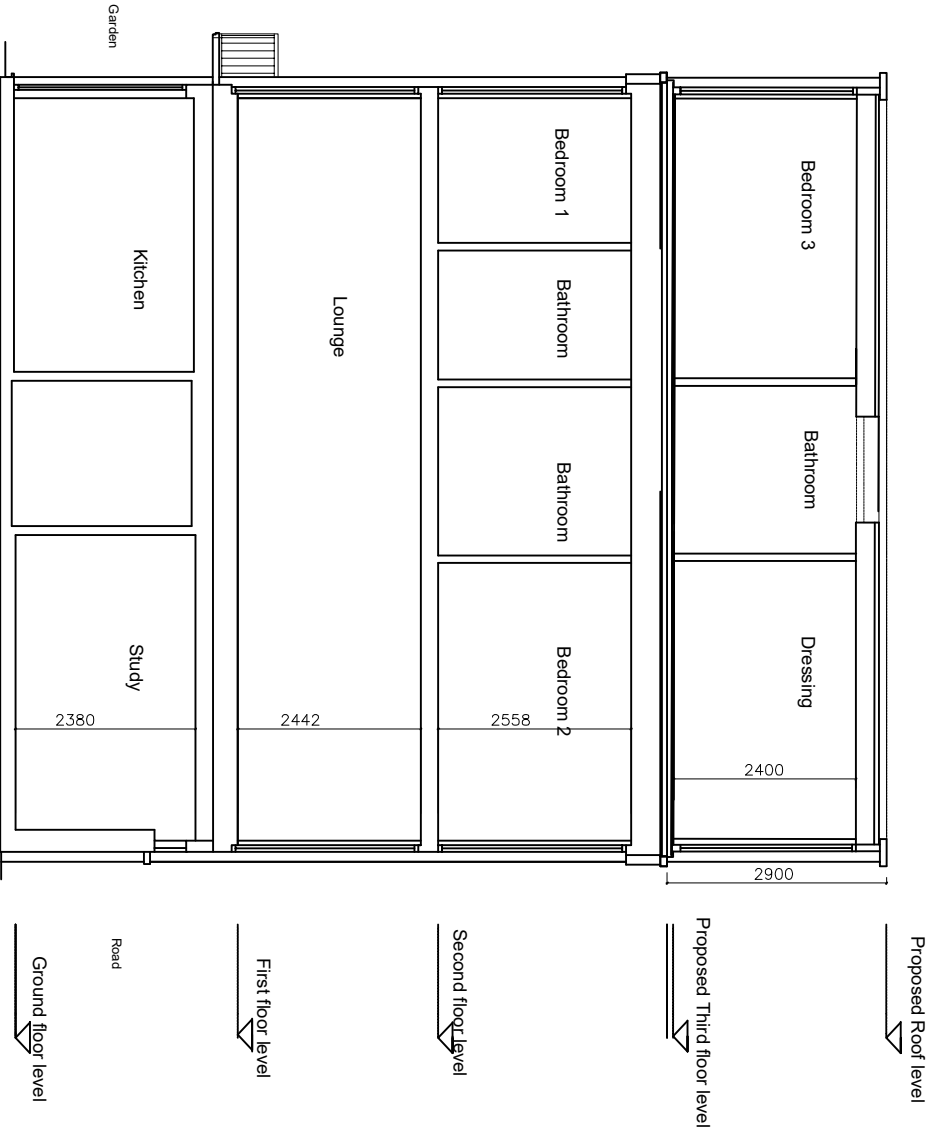 Garden
Kitchen
Study
2380
Road
Ground floor level
Lounge
2442
First floor level
Bedroom 1
Bathroom
Bathroom
Bedroom 2
2558
Second floor level
Bedroom 3
Bathroom
Dressing
2400
2900
Proposed Third floor level
Proposed Roof level